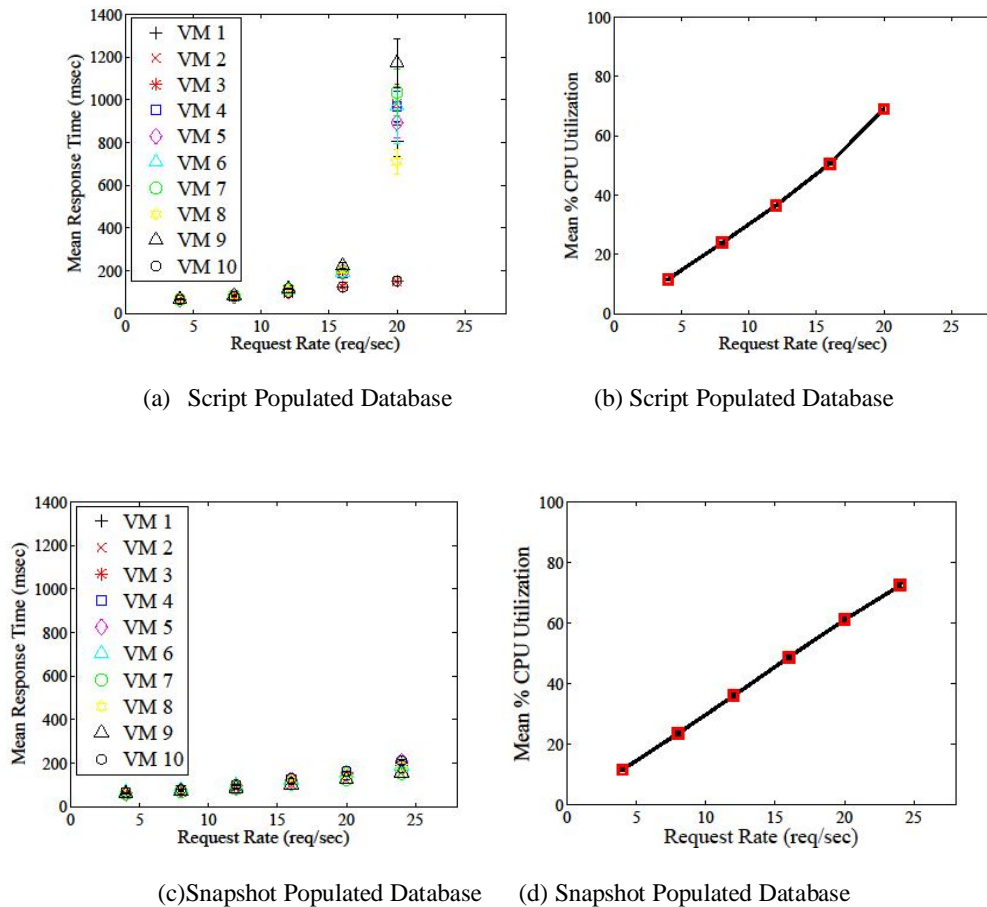 1400
1200
1000
800
600
400
200
0
Mean Response Time (msec)
VM 1
VM 2
VM 3
VM 4
VM 5
VM 6
VM 7
VM 8
VM 9
VM 10
0 5 10 15 20 25
Request Rate (req/sec)
(a) Script Populated Database
100
80
60
40
20
0
Mean % CPU Utilization
0 5 10 15 20 25
Request Rate (req/sec)
(b) Script Populated Database
1400
1200
1000
800
600
400
200
0
Mean Response Time (msec)
VM 1
VM 2
VM 3
VM 4
VM 5
VM 6
VM 7
VM 8
VM 9
VM 10
0 5 10 15 20 25
Request Rate (req/sec)
(c)Snapshot Populated Database
100
80
60
40
20
0
Mean % CPU Utilization
0 5 10 15 20 25
Request Rate (req/sec)
(d) Snapshot Populated Database